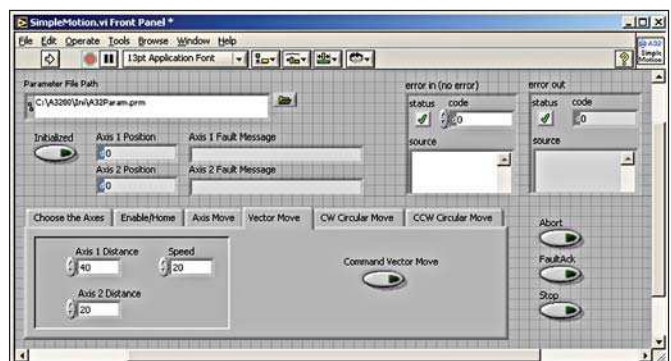 SimpleMotion.vi Front Panel *
File Edit Operate Tools Browse Window Help
13pt Application Font
A32
Simple
Motion
Parameter File Path
C:\A3200\Ini\A32Param.prm
error in (no error)
error out
status code
0
status code
0
source
source
Initialized
Axis 1 Position
0
Axis 1 Fault Message
Axis 2 Position
0
Axis 2 Fault Message
Choose the Axes Enable/Home Axis Move Vector Move CW Circular Move CCW Circular Move
Axis 1 Distance
40
Speed
20
Axis 2 Distance
20
Command Vector Move
Abort
FaultAck
Stop